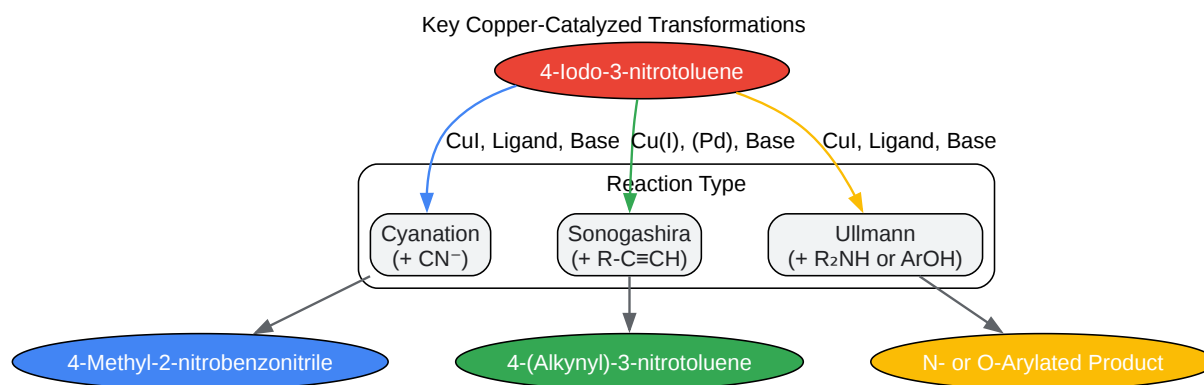 Key Copper-Catalyzed Transformations
4-Iodo-3-nitrotoluene
CuI, Ligand, Base
Cu(I), (Pd), Base
CuI, Ligand, Base
Reaction Type
Cyanation
(+ CN⁻)
Sonogashira
(+ R-C≡CH)
Ullmann
(+ R₂NH or ArOH)
4-Methyl-2-nitrobenzonitrile
4-(Alkynyl)-3-nitrotoluene
N- or O-Arylated Product